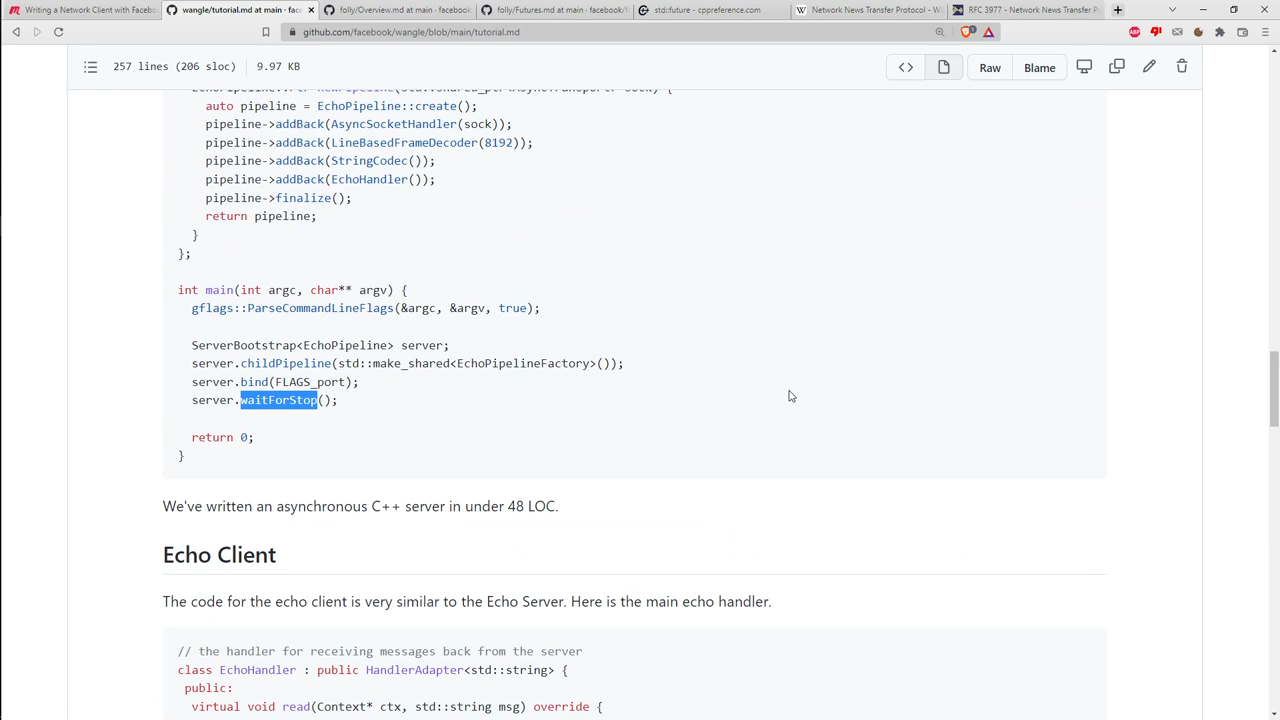 Writing a Network Client with Faceb
wangle/tutorial.md at main · face
folly/Overview.md at main · facebook
folly/Futures.md at main · facebook/
std::future - cppreference.com
Network News Transfer Protocol - Wi
RFC 3977 - Network News Transfer P
github.com/facebook/wangle/blob/main/tutorial.md
257 lines (206 sloc) 9.97 KB
Raw
Blame
auto pipeline = EchoPipeline::create();
pipeline->addBack(AsyncSocketHandler(sock));
pipeline->addBack(LineBasedFrameDecoder(8192));
pipeline->addBack(StringCodec());
pipeline->addBack(EchoHandler());
pipeline->finalize();
return pipeline;
}
};
int main(int argc, char** argv) {
gflags::ParseCommandLineFlags(&argc, &argv, true);
ServerBootstrap<EchoPipeline> server;
server.childPipeline(std::make_shared<EchoPipelineFactory>());
server.bind(FLAGS_port);
server.waitForStop();
return 0;
}
We've written an asynchronous C++ server in under 48 LOC.
Echo Client
The code for the echo client is very similar to the Echo Server. Here is the main echo handler.
// the handler for receiving messages back from the server
class EchoHandler : public HandlerAdapter<std::string> {
public:
virtual void read(Context* ctx, std::string msg) override {